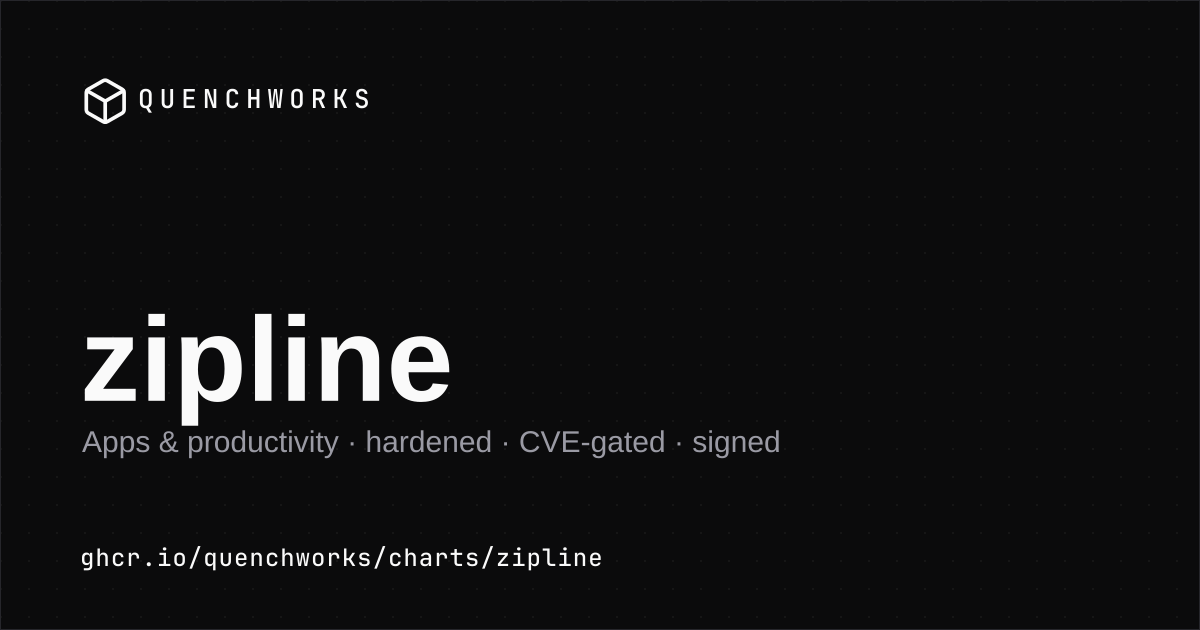 QUENCHWORKS
zipline
Apps & productivity · hardened · CVE-gated · signed
ghcr.io/quenchworks/charts/zipline